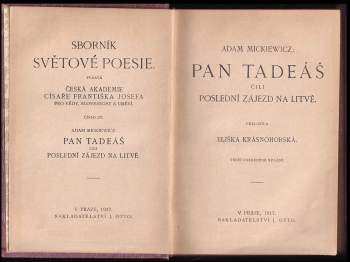 SBORNÍK
SVĚTOVÉ POESIE.
VYDÁVÁ
ČESKÁ AKADEMIE
CÍSAŘE FRANTIŠKA JOSEFA
PRO VĚDY, SLOVESNOST A UMĚNÍ.
ADAM MICKIEWICZ:
PAN TADEÁŠ
ČILI
POSLEDNÍ ZÁJEZD NA LITVĚ
V PRAZE, 1917.
NAKLADATELSTVÍ J. OTTO.
ADAM MICKIEWICZ:
PAN TADEÁŠ
ČILI
POSLEDNÍ ZÁJEZD NA LITVĚ.
PŘELOŽILA
ELIŠKA KRÁSNOHORSKÁ.
V PRAZE, 1917.
NAKLADATELSTVÍ J. OTTO.